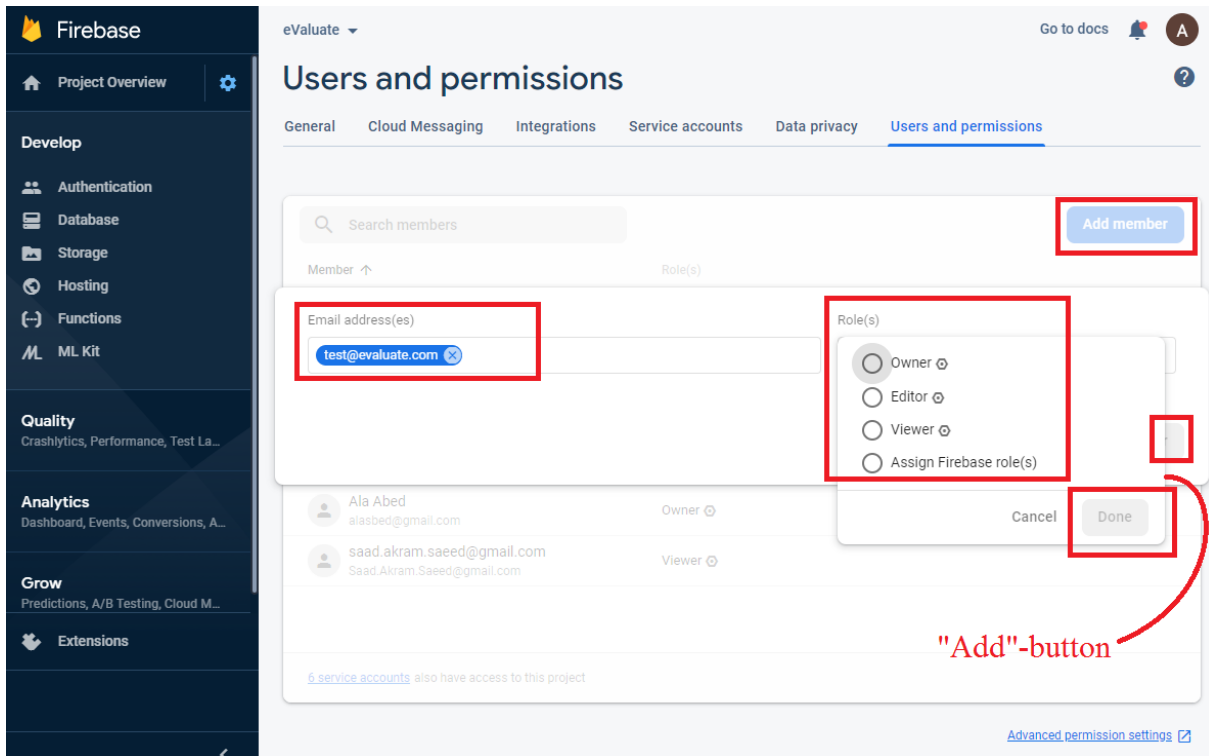 Firebase
eValuate
Go to docs
A
Project Overview
Users and permissions
General Cloud Messaging Integrations Service accounts Data privacy Users and permissions
Develop
Authentication
Database
Storage
Hosting
Functions
ML Kit
Quality
Crashlytics, Performance, Test La...
Analytics
Dashboard, Events, Conversions, A...
Grow
Predictions, A/B Testing, Cloud M...
Extensions
Search members
Add member
Member Role(s)
Email address(es)
Role(s)
test@evaluate.com
Owner
Editor
Viewer
Assign Firebase role(s)
Cancel Done
Ala Abed
alasbed@gmail.com
Owner
saad.akram.saeed@gmail.com
Saad.Akram.Saeed@gmail.com
Viewer
"Add"-button
6 service accounts also have access to this project
Advanced permission settings